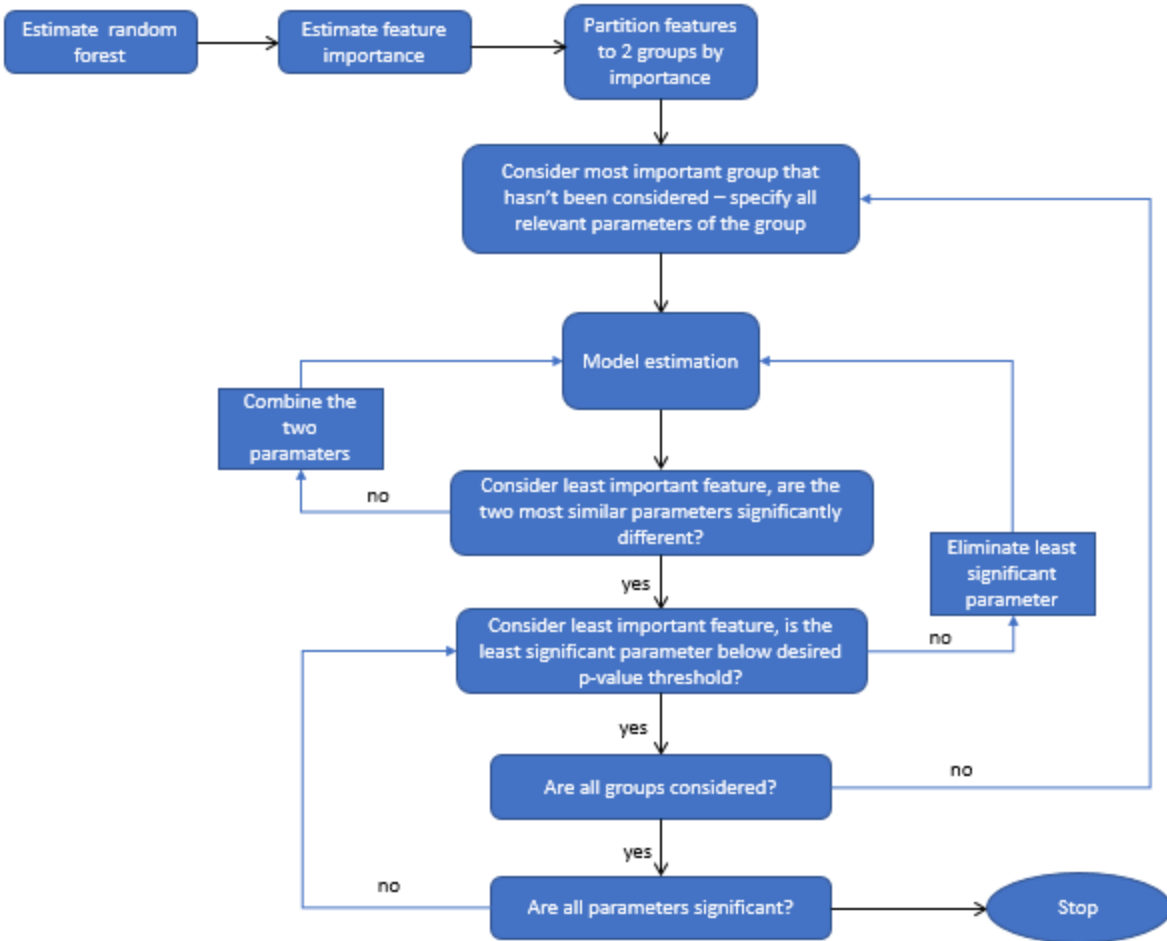 Estimate random
forest
Estimate feature
importance
Partition features
to 2 groups by
importance
Consider most important group that
hasn't been considered – specify all
relevant parameters of the group
Model estimation
Combine the
two
paramaters
no
Consider least important feature, are the
two most similar parameters significantly
different?
Eliminate least
significant
parameter
yes
Consider least important feature, is the
least significant parameter below desired
p-value threshold?
no
yes
Are all groups considered?
no
yes
no
Are all parameters significant?
Stop